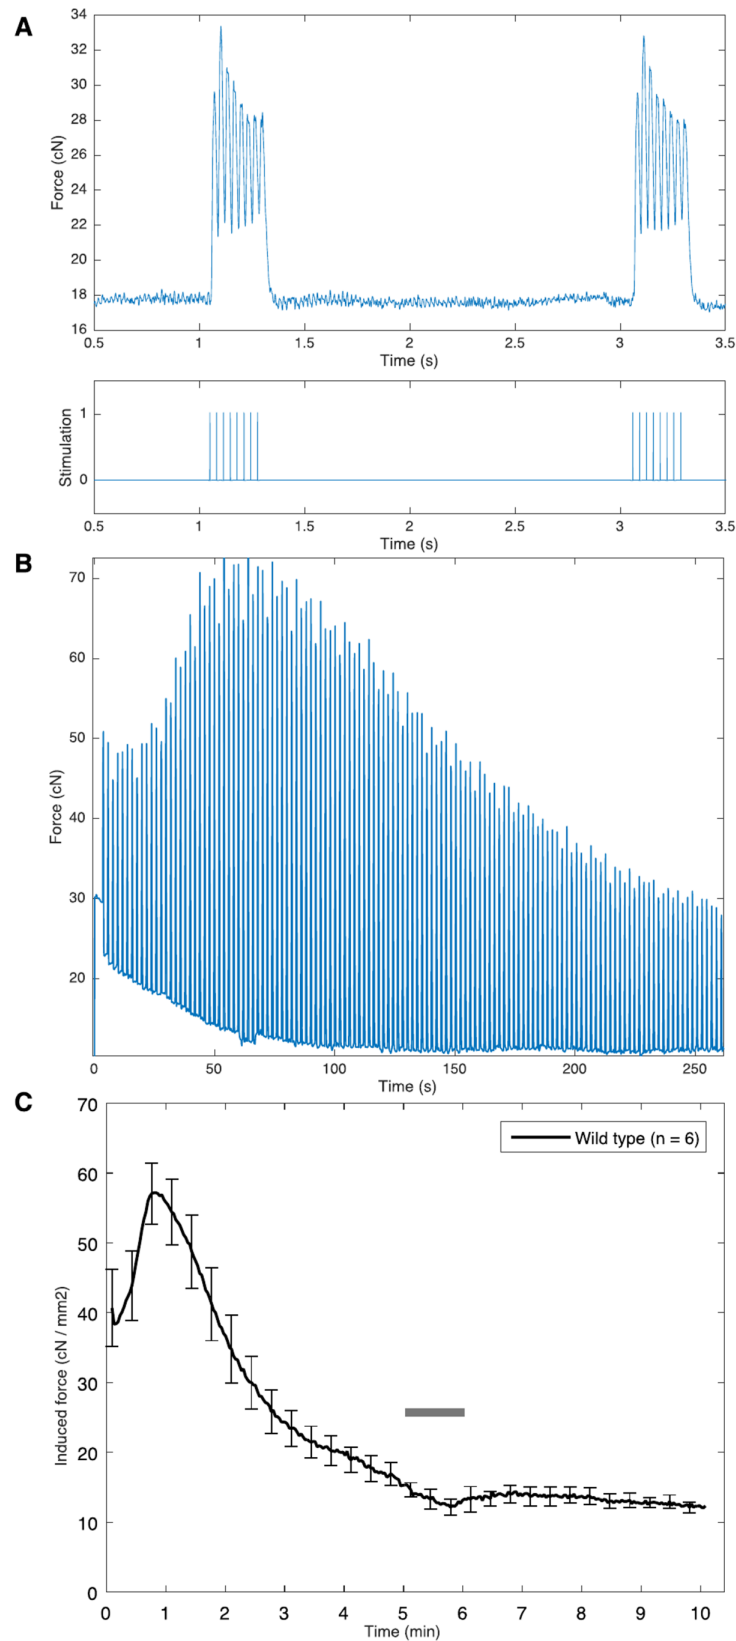 A
34
32
30
28
26
24
22
20
18
16
Force (cN)
0.5 1 1.5 2 2.5 3 3.5
Time (s)
1
0
Stimulation
0.5 1 1.5 2 2.5 3 3.5
Time (s)
B
70
60
50
40
30
20
Force (cN)
0 50 100 150 200 250
Time (s)
C
70
60
50
40
30
20
10
0
Induced force (cN / mm2)
Wild type (n = 6)
0 1 2 3 4 5 6 7 8 9 10
Time (min)